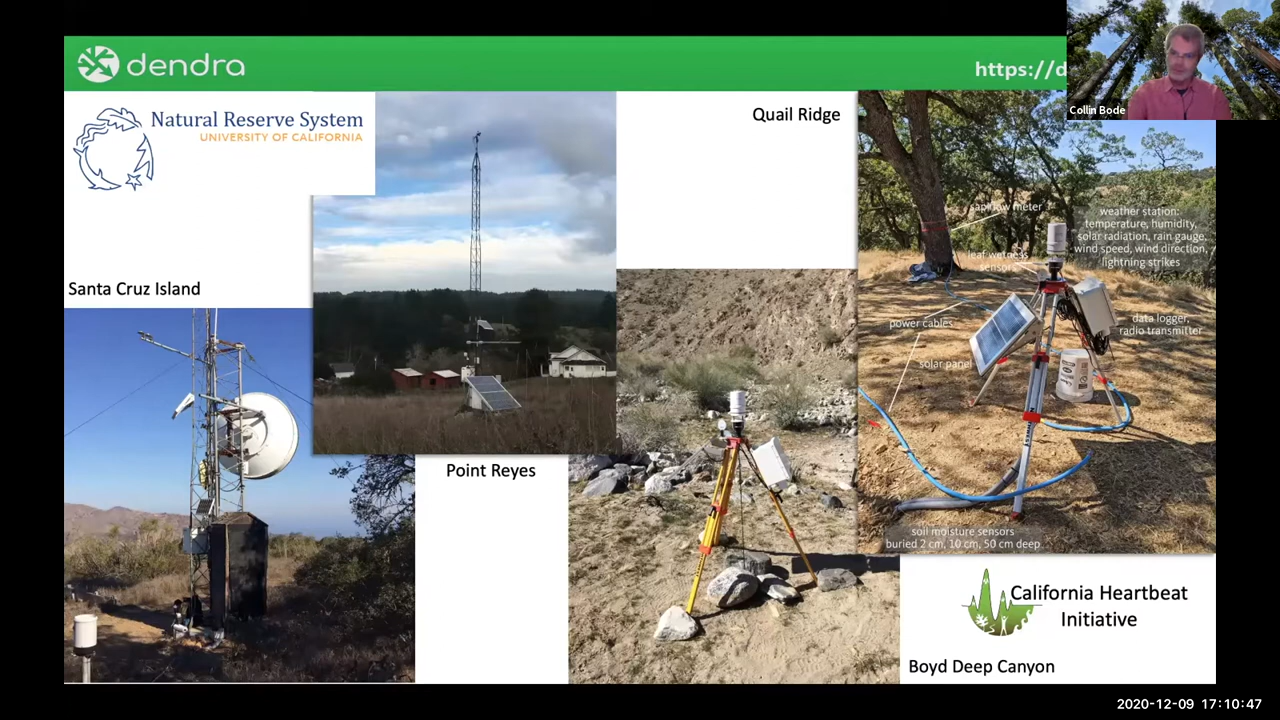 dendra
https://d
Collin Bode
Natural Reserve System
UNIVERSITY OF CALIFORNIA
Quail Ridge
Santa Cruz Island
sapflow meter
weather station:
temperature, humidity,
solar radiation, rain gauge,
wind speed, wind direction,
lightning strikes
leaf wetness
sensors
power cables
data logger,
radio transmitter
solar panel
Point Reyes
soil moisture sensors
buried 2 cm, 10 cm, 50 cm deep
California Heartbeat
Initiative
Boyd Deep Canyon
2020-12-09 17:10:47